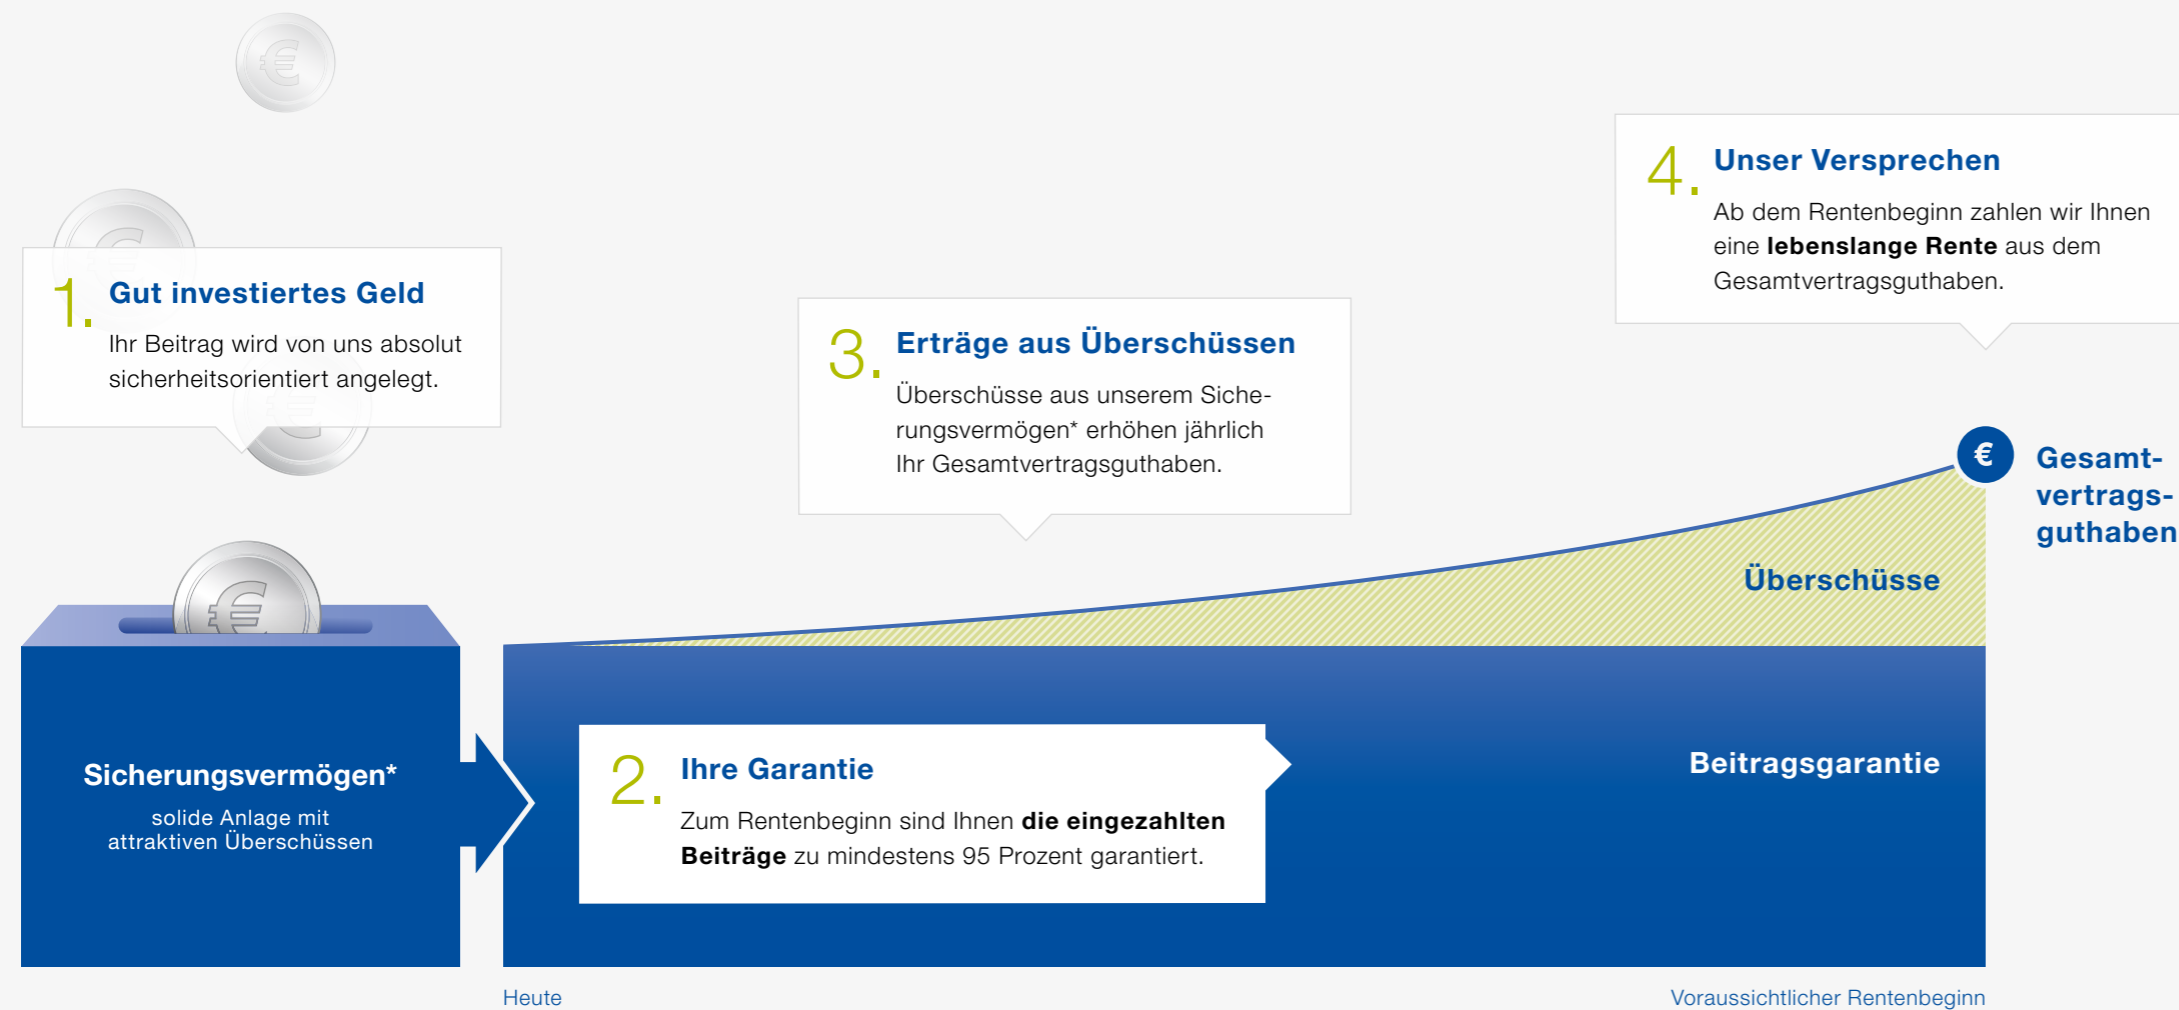 1.
Gut investiertes Geld
Ihr Beitrag wird von uns absolut
sicherheitsorientiert angelegt.
€
€
€
€
Sicherungsvermögen*
solide Anlage mit
attraktiven Überschüssen
2.
Ihre Garantie
Zum Rentenbeginn sind Ihnen die eingezahlten
Beiträge zu mindestens 95 Prozent garantiert.
3.
Erträge aus Überschüssen
Überschüsse aus unserem Siche-
rungsvermögen* erhöhen jährlich
Ihr Gesamtvertragsguthaben.
4.
Unser Versprechen
Ab dem Rentenbeginn zahlen wir Ihnen
eine lebenslange Rente aus dem
Gesamtvertragsguthaben.
€
Gesamt-
vertrags-
guthaben
Überschüsse
Beitragsgarantie
Heute
Voraussichtlicher Rentenbeginn